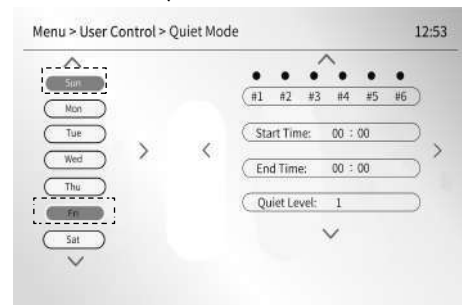 Menu > User Control > Quiet Mode 12:53
Sun
Mon
Tue
Wed
Thu
Fri
Sat
#1 #2 #3 #4 #5 #6
Start Time: 00 : 00
End Time: 00 : 00
Quiet Level: 1